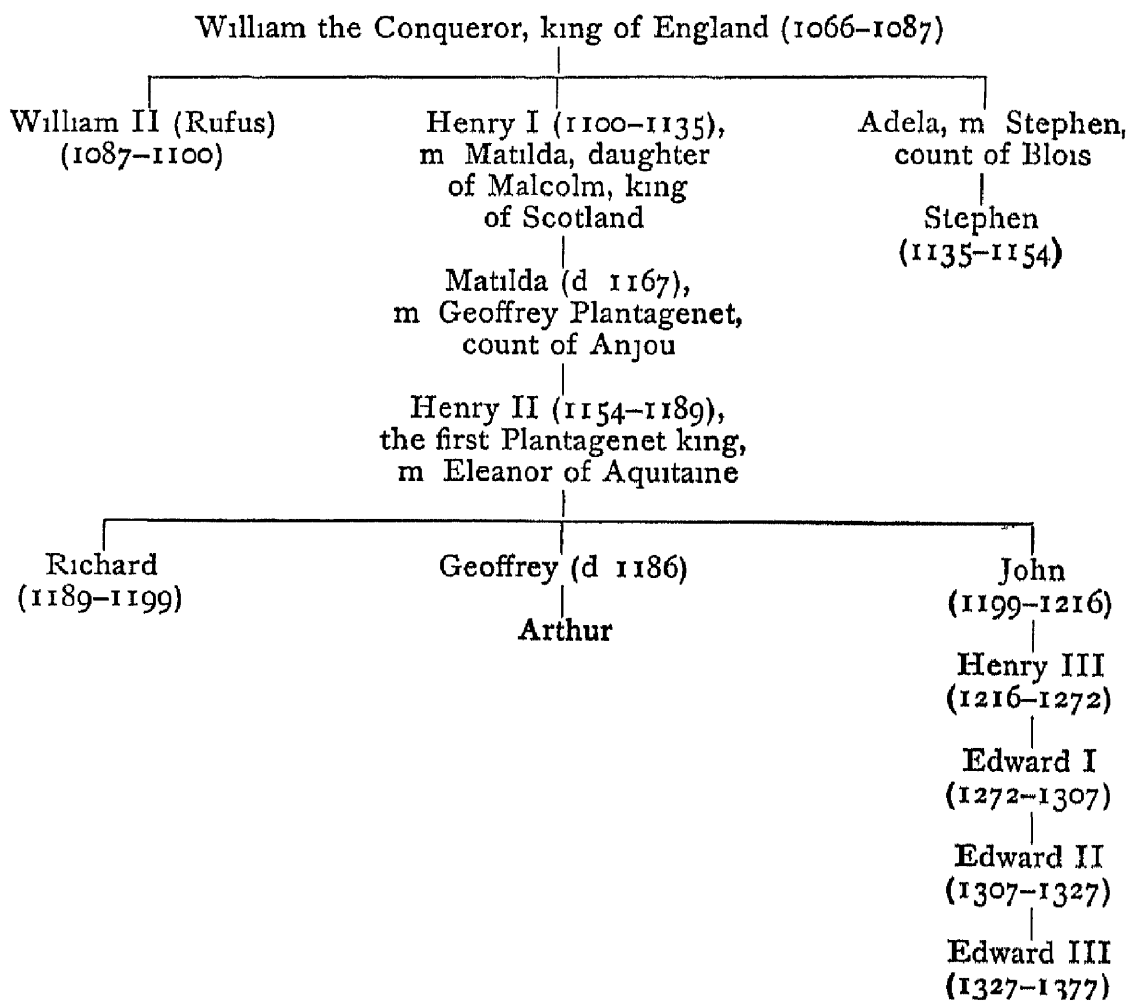 William the Conqueror, king of England (1066–1087)
William II (Rufus)
(1087–1100)
Henry I (1100–1135),
m Matilda, daughter
of Malcolm, king
of Scotland
Adela, m Stephen,
count of Blois
Stephen
(1135–1154)
Matilda (d 1167),
m Geoffrey Plantagenet,
count of Anjou
Henry II (1154–1189),
the first Plantagenet king,
m Eleanor of Aquitaine
Richard
(1189–1199)
Geoffrey (d 1186)
Arthur
John
(1199–1216)
Henry III
(1216–1272)
Edward I
(1272–1307)
Edward II
(1307–1327)
Edward III
(1327–1377)